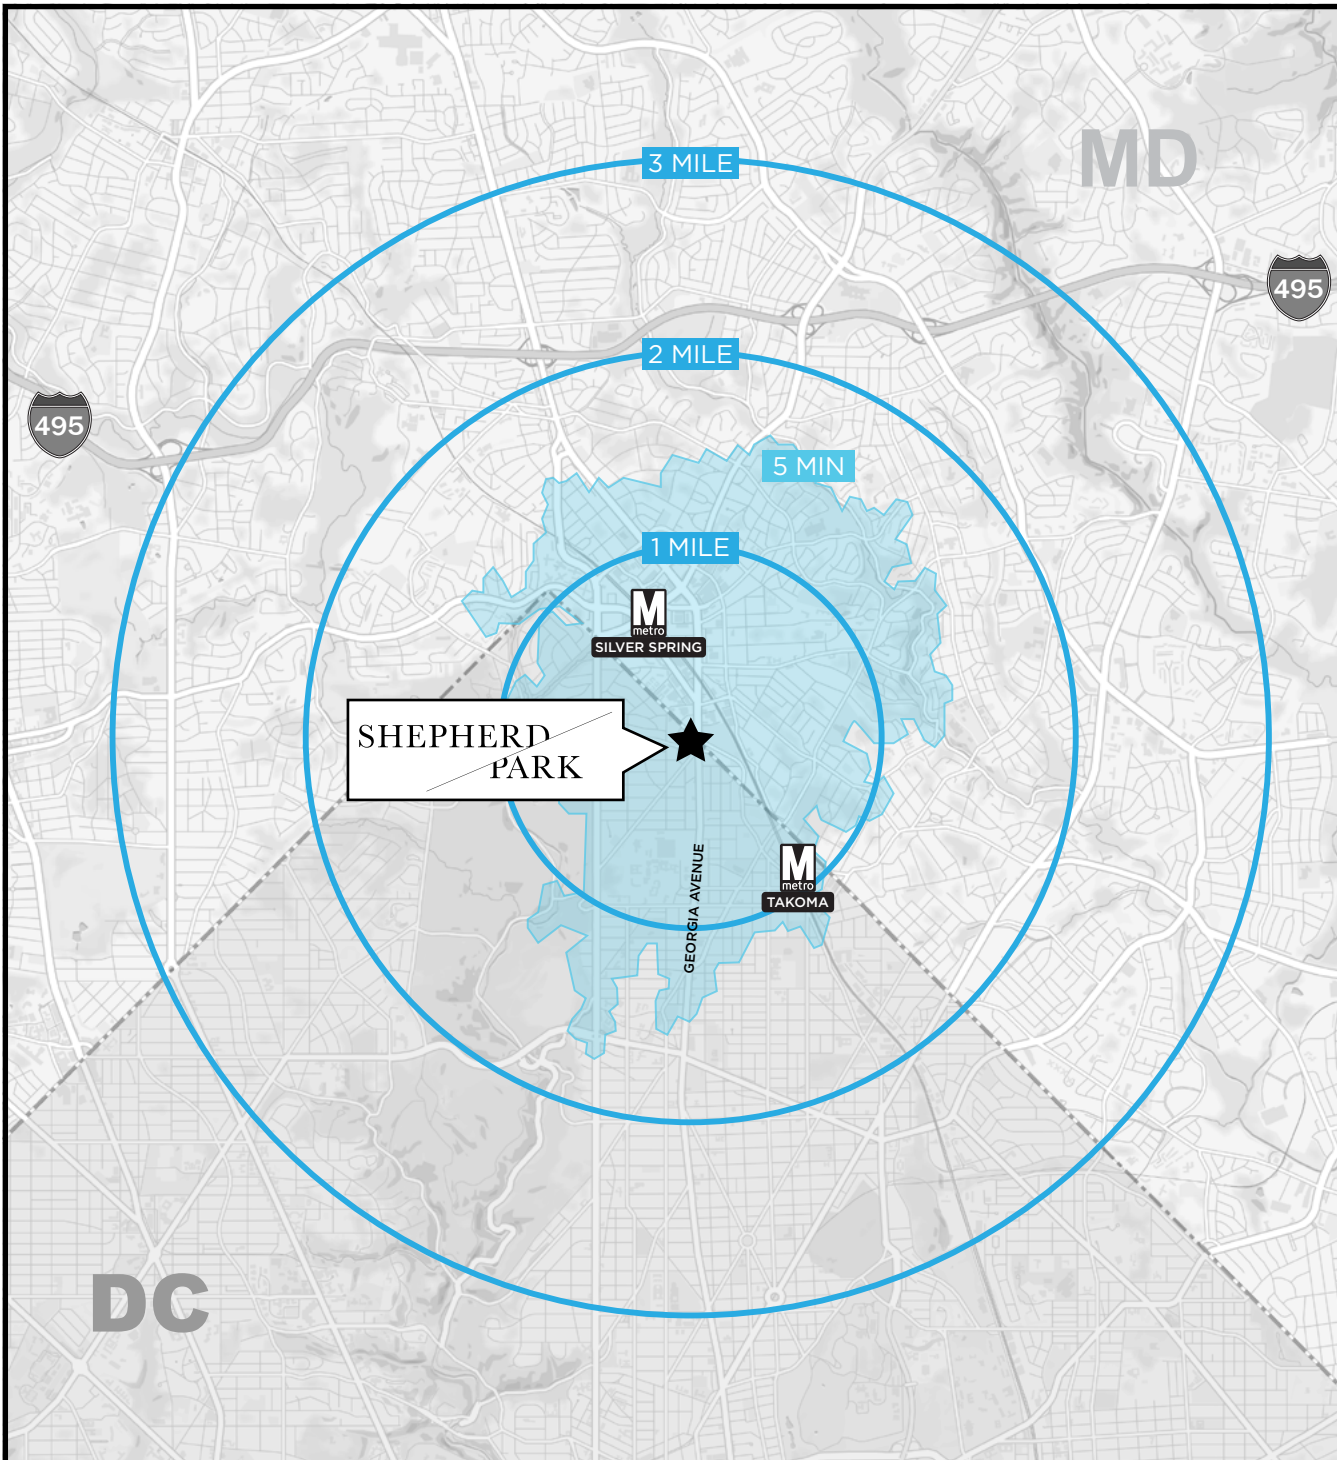 3 MILE
MD
495
2 MILE
495
5 MIN
1 MILE
M
metro
SILVER SPRING
SHEPHERD
PARK
M
metro
TAKOMA
GEORGIA AVENUE
DC